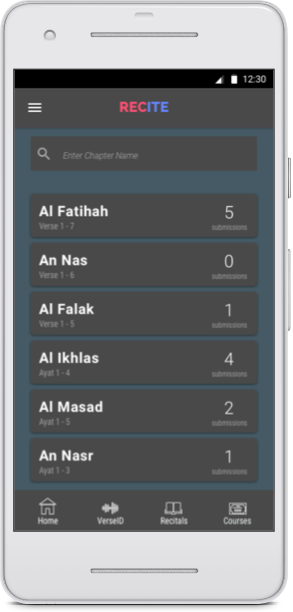 12:30
RECITE
Enter Chapter Name
Al Fatihah
5
Verse 1 - 7
submissions
An Nas
0
Verse 1 - 6
submissions
Al Falak
1
Verse 1 - 5
submissions
Al Ikhlas
4
Ayat 1 - 4
submissions
Al Masad
2
Ayat 1 - 5
submissions
An Nasr
1
Ayat 1 - 3
submissions
Home
VerseID
Recitals
Courses